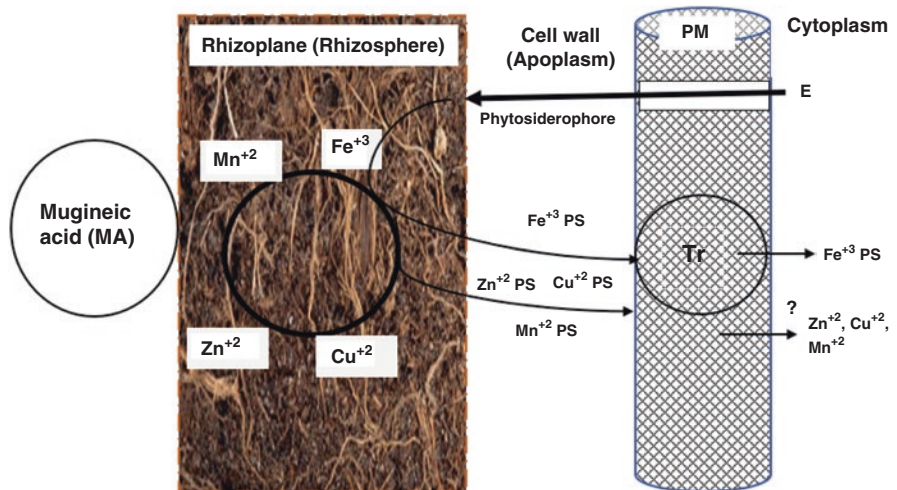 Rhizoplane (Rhizosphere)
Cell wall
(Apoplasm)
PM
Cytoplasm
E
Phytosiderophore
Mn+2
Fe+3
Mugineic
acid (MA)
Fe+3 PS
Tr
Fe+3 PS
Zn+2 PS
Cu+2 PS
Mn+2 PS
?
Zn+2, Cu+2,
Mn+2
Zn+2
Cu+2